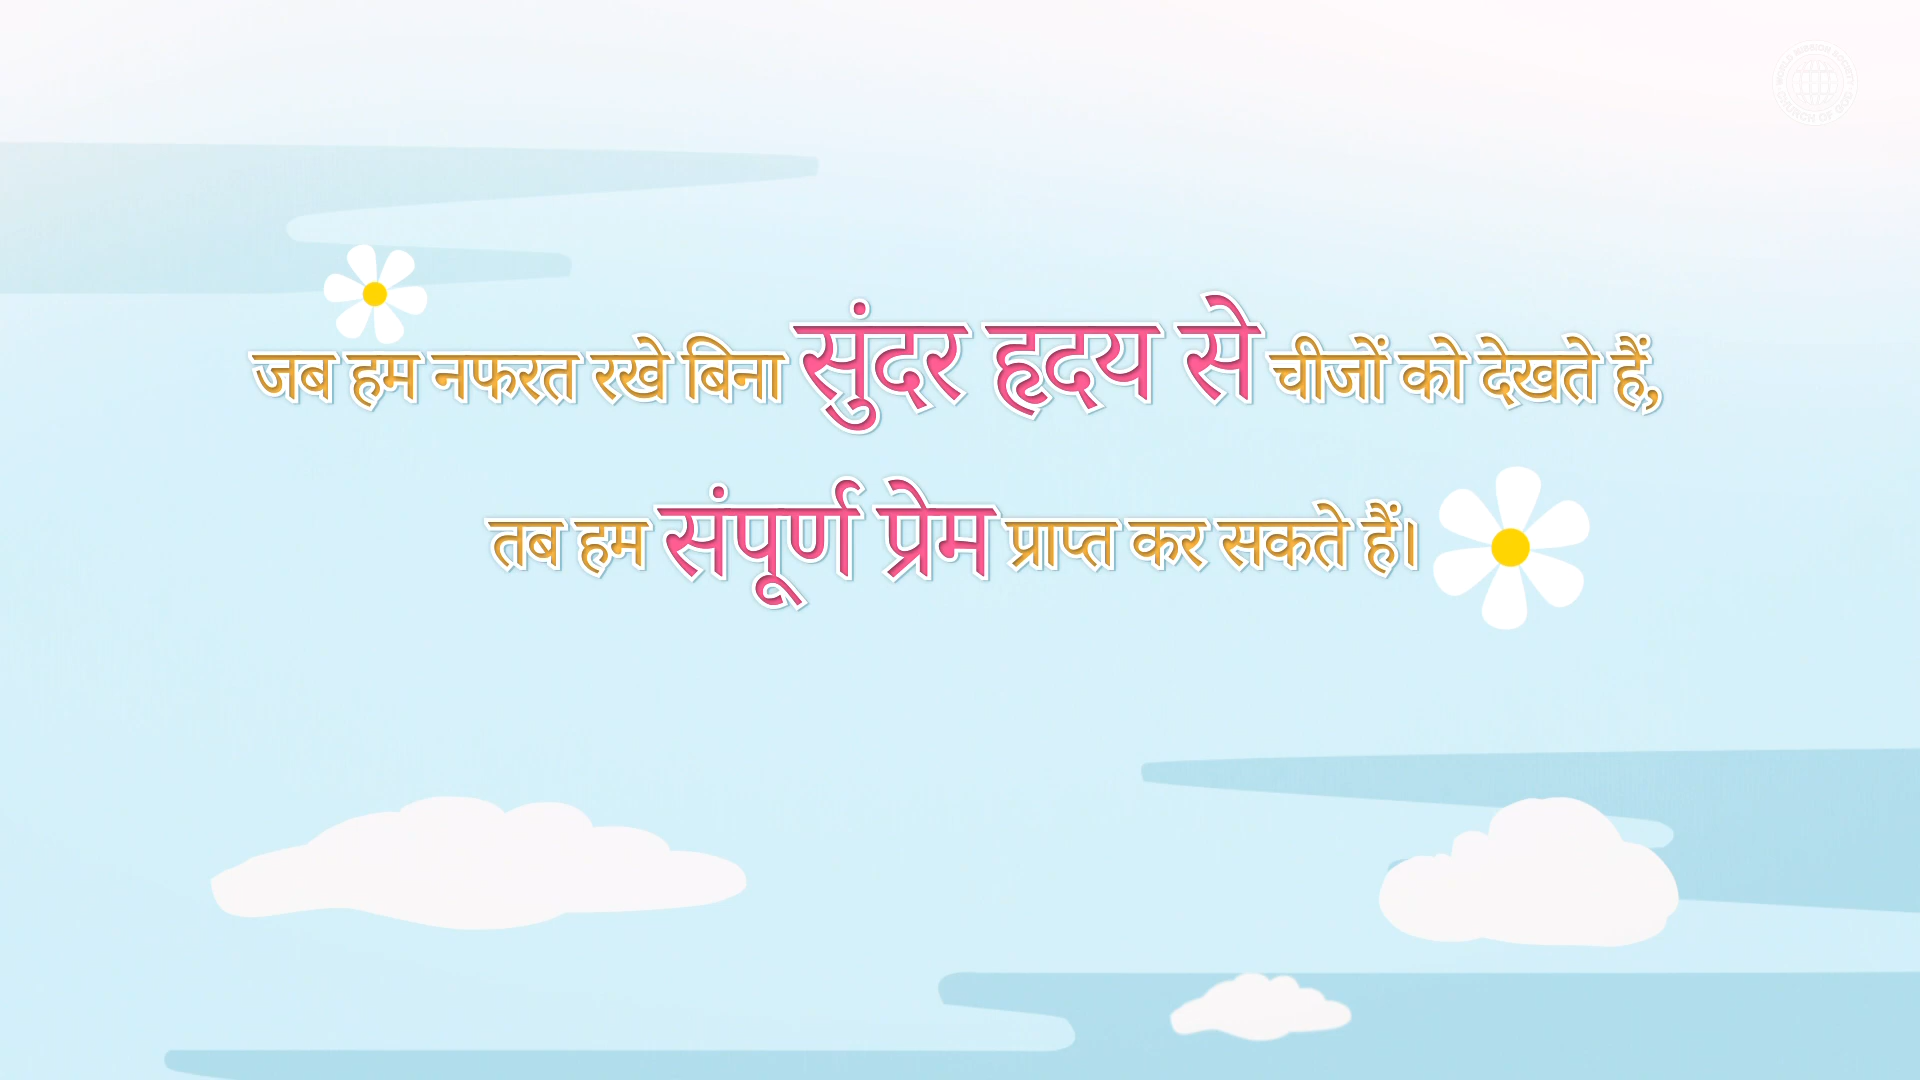 जब हम नफरत रखे बिना सुंदर हृदय से चीजों को देखते हैं,
तब हम संपूर्ण प्रेम प्राप्त कर सकते हैं।